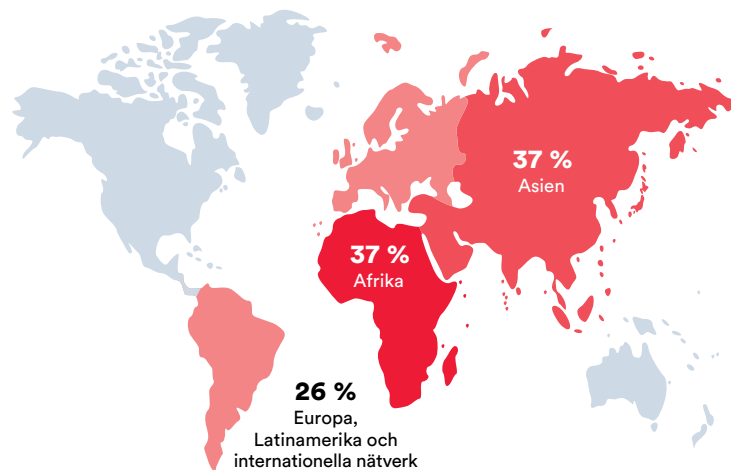 37 %
Asien
37 %
Afrika
26 %
Europa,
Latinamerika och
internationella nätverk